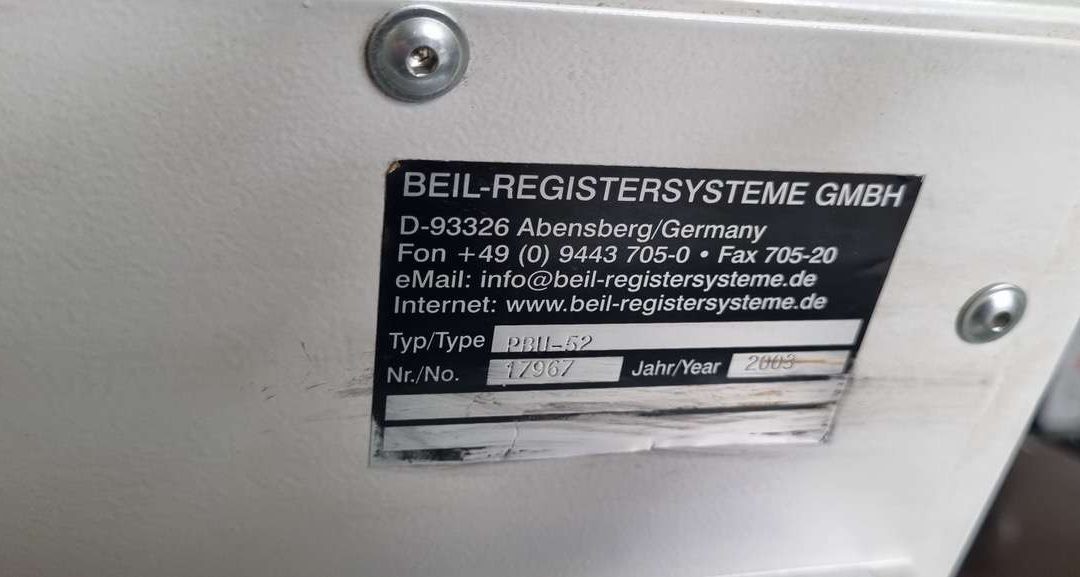 BEIL-REGISTERSYSTEME GMBH
D-93326 Abensberg/Germany
Fon +49 (0) 9443 705-0 • Fax 705-20
eMail: info@beil-registersysteme.de
Internet: www.beil-registersysteme.de
Typ/Type PBU-52
Nr./No. 17967 Jahr/Year 2003